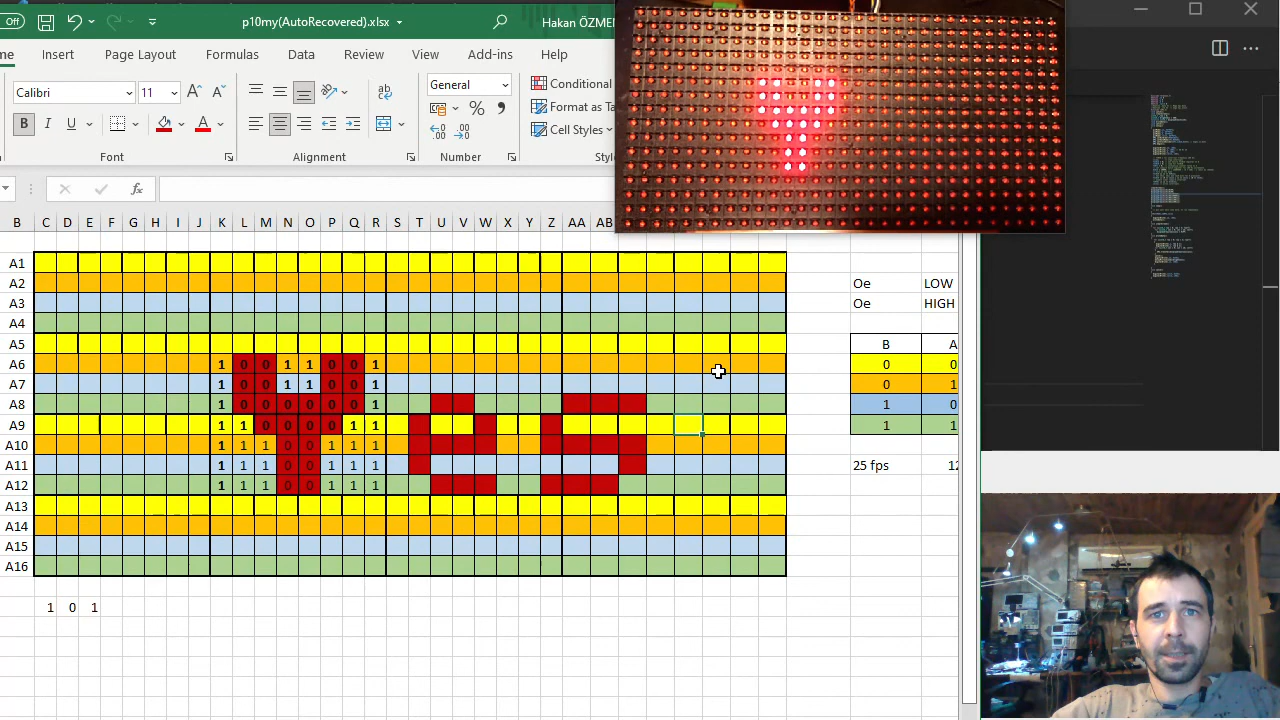 Off p10my(AutoRecovered).xlsx Hakan ÖZMEN
me Insert Page Layout Formulas Data Review View Add-ins Help
Calibri 11 A A ab General Conditional
B I U A % 9 Format as Ta
Cell Styles
Font Alignment Number Style
fx
B C D E F G H I J K L M N O P Q R S T U V W X Y Z AA AB
A1
A2 Oe LOW
A3 Oe HIGH
A4
A5 B A
A6 1 0 0 1 1 0 0 1 0 0
A7 1 0 0 1 1 0 0 1 0 1
A8 1 0 0 0 0 0 0 1 1 0
A9 1 1 0 0 0 0 1 1 1 1
A10 1 1 1 0 0 1 1 1
A11 1 1 1 0 0 1 1 1 25 fps 12
A12 1 1 1 0 0 1 1 1
A13
A14
A15
A16
1 0 1